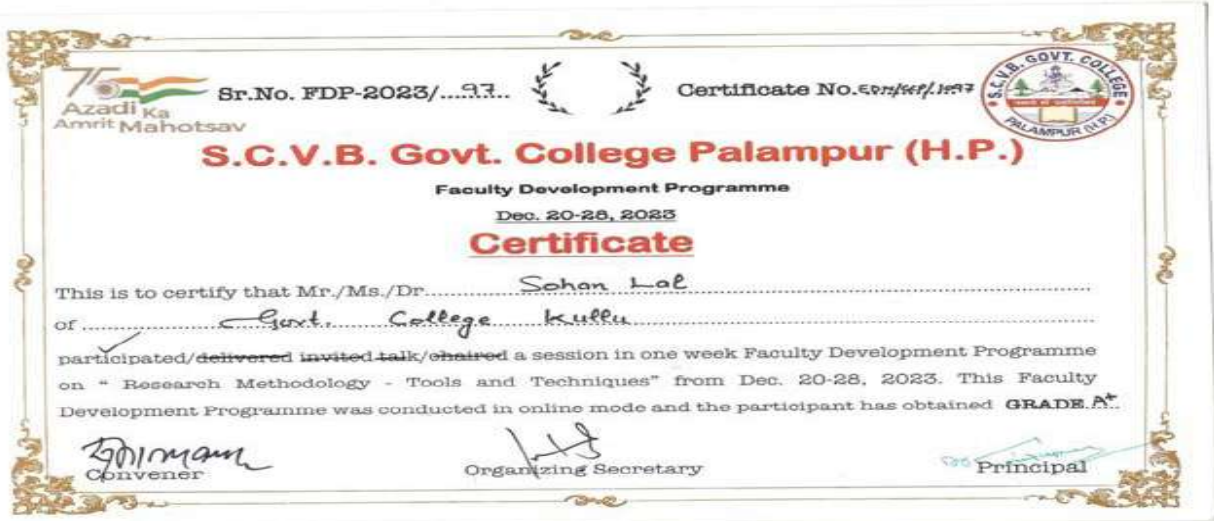 75
Azadi Ka
Amrit Mahotsav
Sr.No. FDP-2023/....97..
Certificate No.
S.C.V.B. GOVT. COLLEGE
PALAMPUR (H.P.)
S.C.V.B. Govt. College Palampur (H.P.)
Faculty Development Programme
Dec. 20-28, 2023
Certificate
This is to certify that Mr./Ms./Dr. Sohan Lal
of Govt. College Kullu
participated/delivered invited talk/chaired a session in one week Faculty Development Programme
on " Research Methodology - Tools and Techniques" from Dec. 20-28, 2023. This Faculty
Development Programme was conducted in online mode and the participant has obtained GRADE.A+.
Convener
Organizing Secretary
Principal